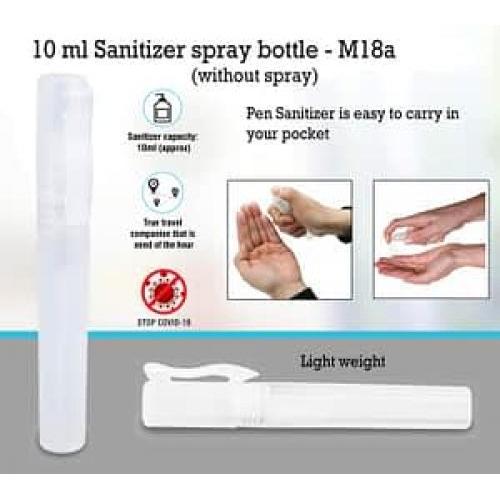 10 ml Sanitizer spray bottle - M18a
(without spray)
Pen Sanitizer is easy to carry in
your pocket
Sanitizer capacity:
10ml (approx)
True travel
companion that is
need of the hour
STOP COVID-19
Light weight